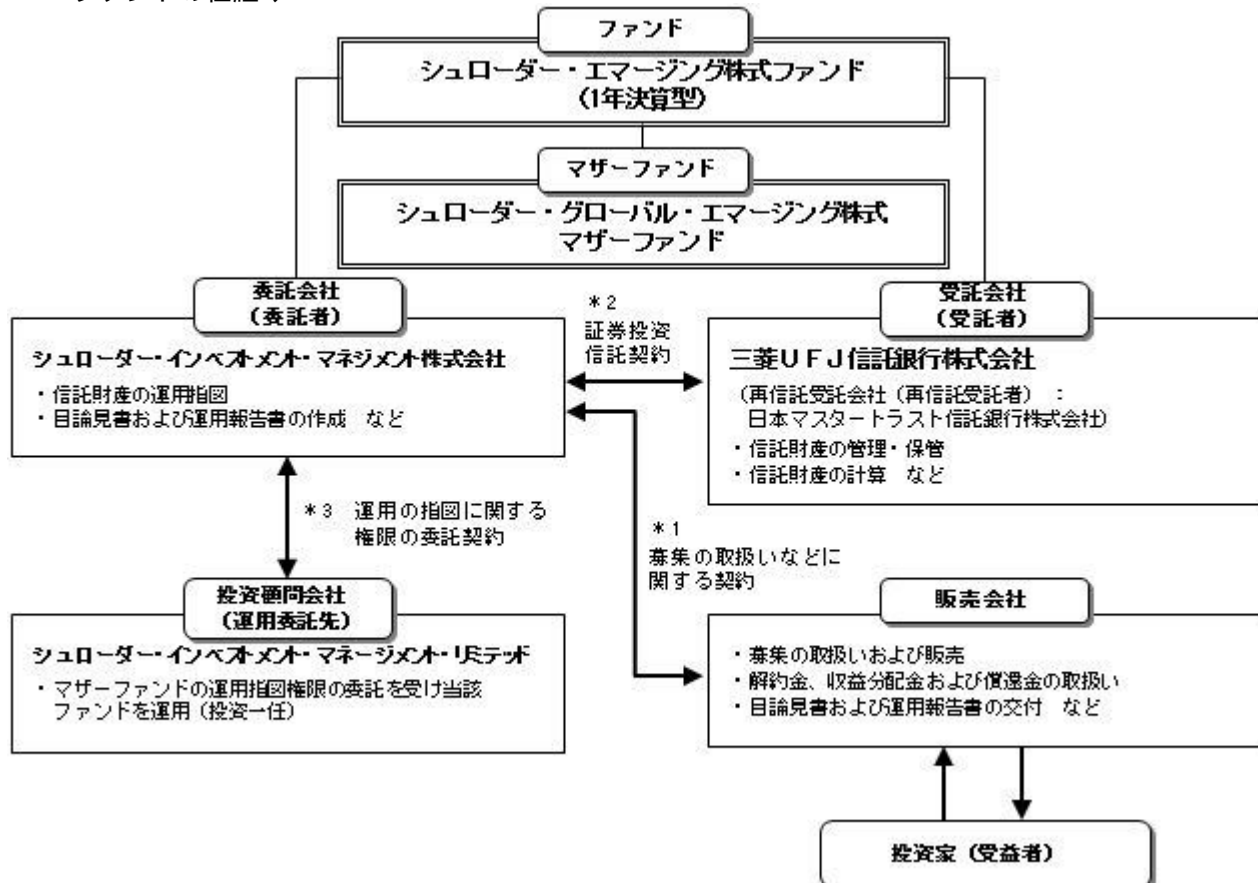 ファンド
シュローダー・エマージング株式ファンド
(1年決算型)
マザーファンド
シュローダー・グローバル・エマージング株式
マザーファンド
委託会社
(委託者)
シュローダー・インベストメント・マネジメント株式会社
・信託財産の運用指図
・目論見書および運用報告書の作成 など
*2
証券投資
信託契約
受託会社
(受託者)
三菱UFJ信託銀行株式会社
(再信託受託会社(再信託受託者) :
日本マスタートラスト信託銀行株式会社)
・信託財産の管理・保管
・信託財産の計算 など
*3 運用の指図に関する
権限の委託契約
*1
募集の取扱いなどに
関する契約
投資顧問会社
(運用委託先)
シュローダー・インベストメント・マネージメント・リミテッド
・マザーファンドの運用指図権限の委託を受け当該
ファンドを運用(投資一任)
販売会社
・募集の取扱いおよび販売
・解約金、収益分配金および償還金の取扱い
・目論見書および運用報告書の交付 など
投資家(受益者)